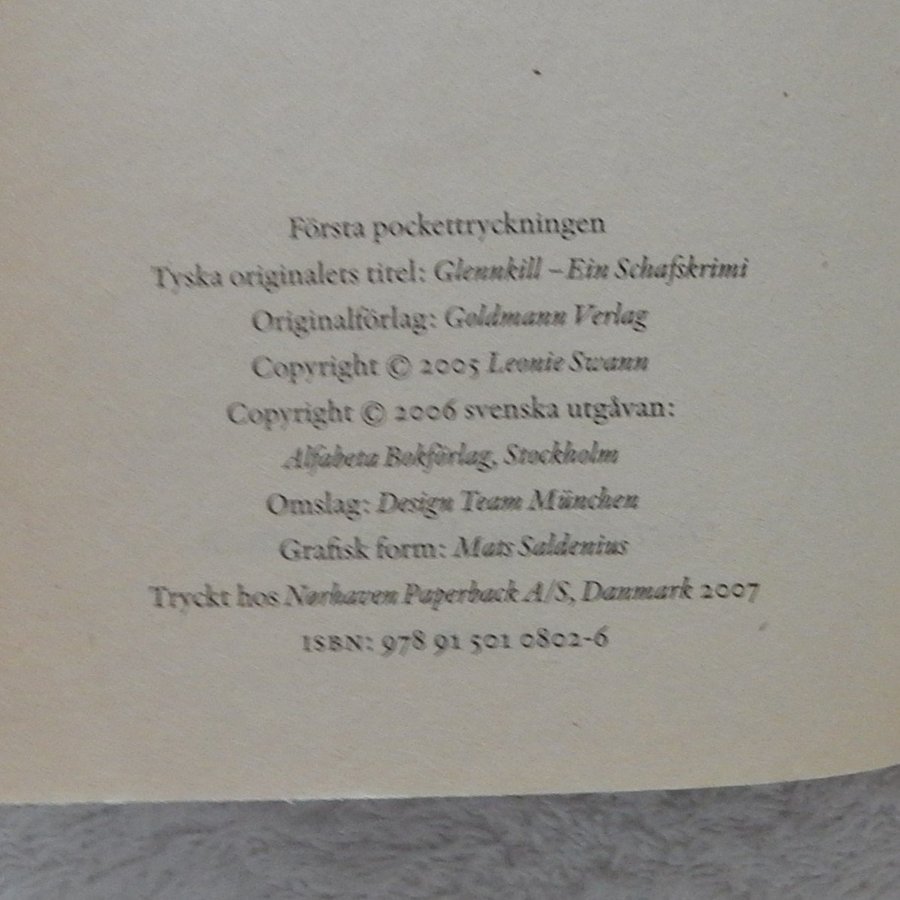 Första pockettryckningen
Tyska originalets titel: Glennkill – Ein Schafskrimi
Originalförlag: Goldmann Verlag
Copyright © 2005 Leonie Swann
Copyright © 2006 svenska utgåvan:
Alfabeta Bokförlag, Stockholm
Omslag: Design Team München
Grafisk form: Mats Saldenius
Tryckt hos Nørhaven Paperback A/S, Danmark 2007
ISBN: 978 91 501 0802-6